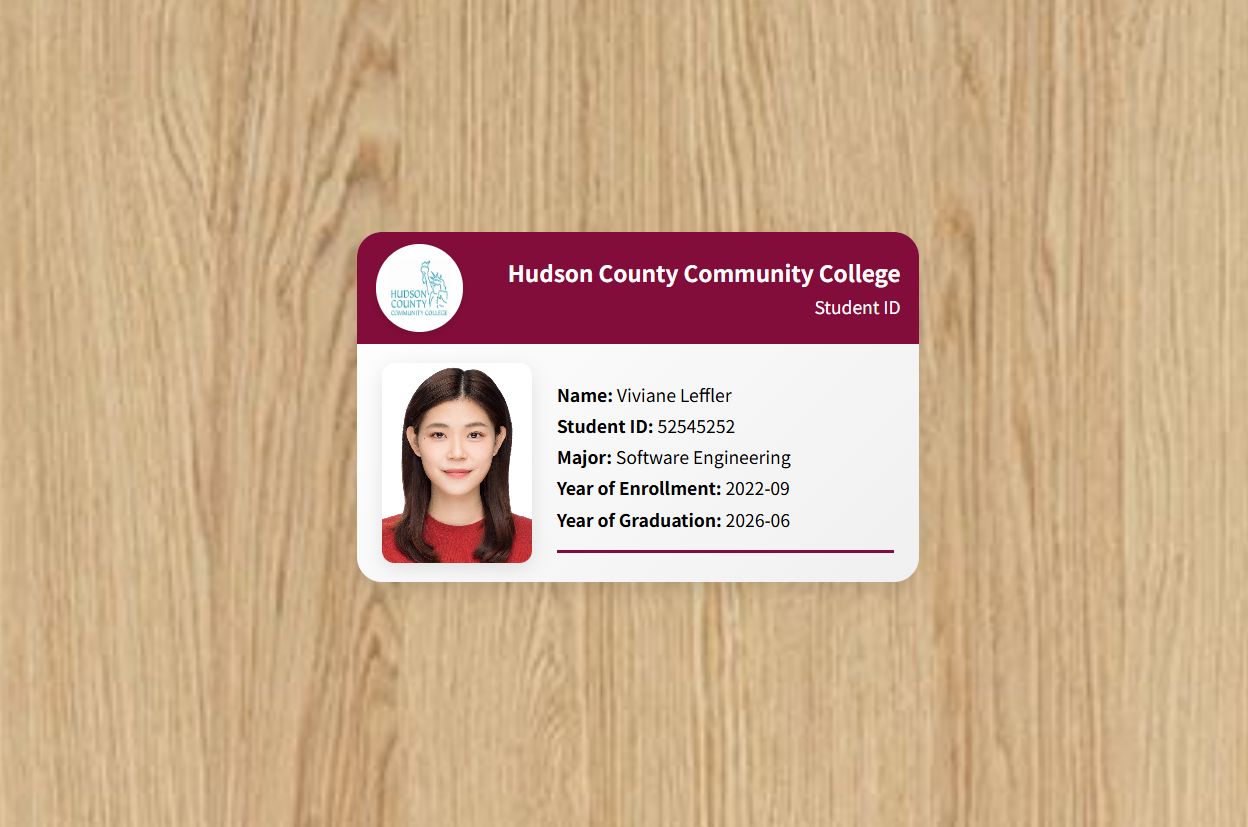 HUDSON
COUNTY
COMMUNITY COLLEGE
Hudson County Community College
Student ID
Name: Viviane Leffler
Student ID: 52545252
Major: Software Engineering
Year of Enrollment: 2022-09
Year of Graduation: 2026-06